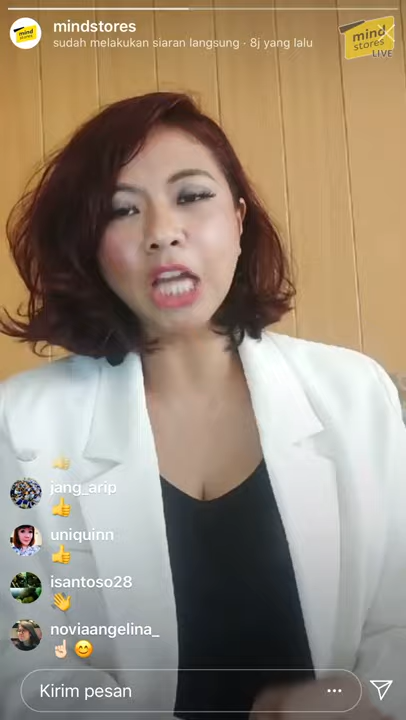 mindstores
sudah melakukan siaran langsung · 8j yang lalu
mind
stores
LIVE
jang_arip
👍
uniquinn
👍
isantoso28
👋
noviaangelina_
☝🏻😊
Kirim pesan